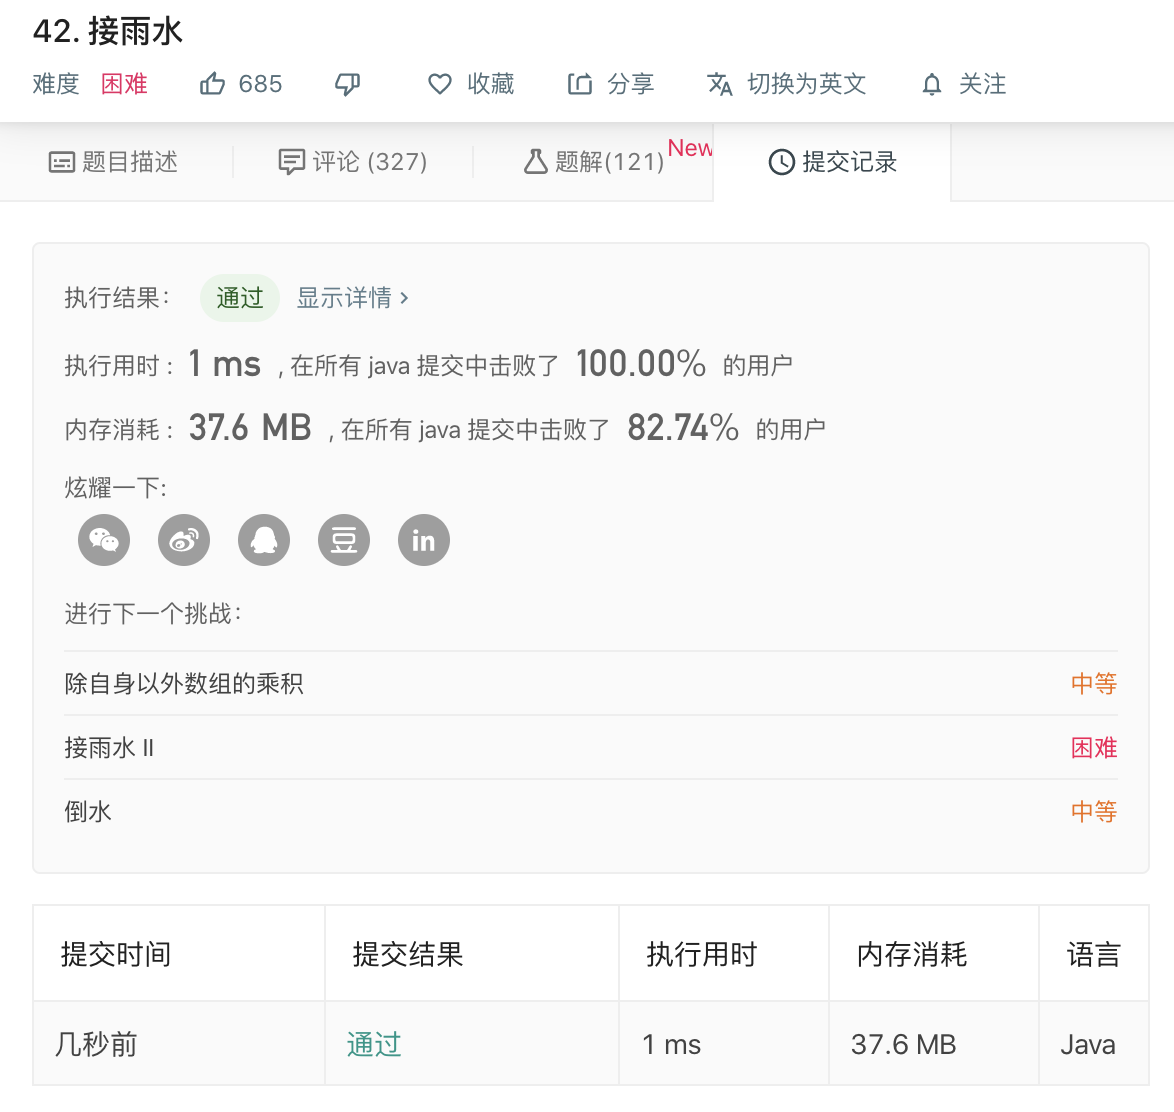 42. 接雨水
难度 困难 685 收藏 分享 切换为英文 关注
题目描述 评论 (327) 题解(121) New 提交记录
执行结果: 通过 显示详情 ›
执行用时 : 1 ms , 在所有 java 提交中击败了 100.00% 的用户
内存消耗 : 37.6 MB , 在所有 java 提交中击败了 82.74% 的用户
炫耀一下:
豆 in
进行下一个挑战:
除自身以外数组的乘积 中等
接雨水 II 困难
倒水 中等
提交时间 提交结果 执行用时 内存消耗 语言
几秒前 通过 1 ms 37.6 MB Java